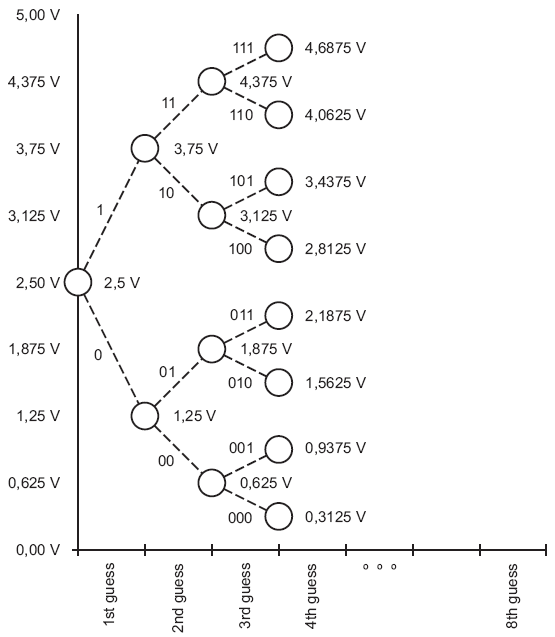 5,00 V
111 4,6875 V
4,375 V 4,375 V
11 110 4,0625 V
3,75 V 3,75 V
101 3,4375 V
10
3,125 V 3,125 V
1 100 2,8125 V
2,50 V 2,5 V
011 2,1875 V
0 1,875 V 1,875 V
01 010 1,5625 V
1,25 V 1,25 V
001 0,9375 V
00
0,625 V 0,625 V
000 0,3125 V
0,00 V
1st guess
2nd guess
3rd guess
4th guess
° ° °
8th guess